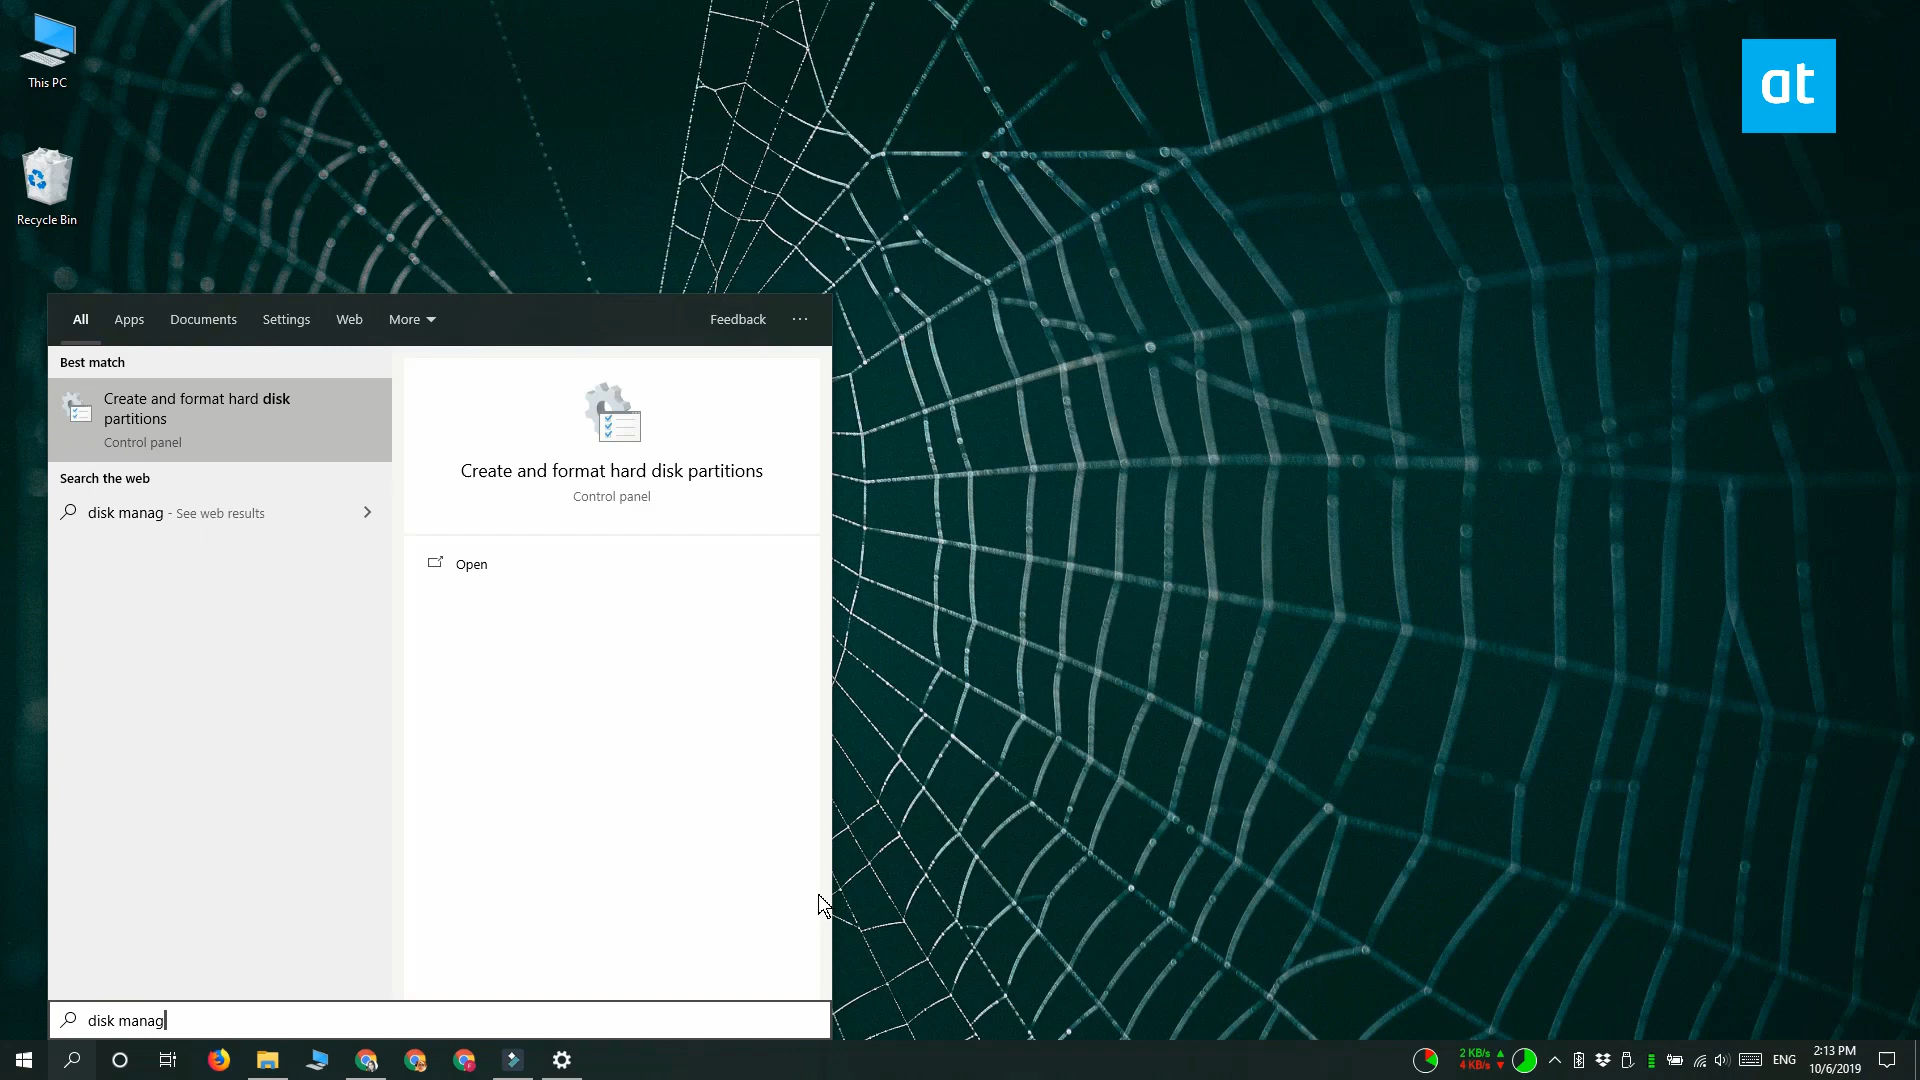 This PC
at
Recycle Bin
All Apps Documents Settings Web More Feedback ...
Best match
Create and format hard disk
partitions
Control panel
Search the web
disk manag - See web results
Create and format hard disk partitions
Control panel
Open
disk manag
2 KB/s
4 KB/s
ENG
2:13 PM
10/6/2019